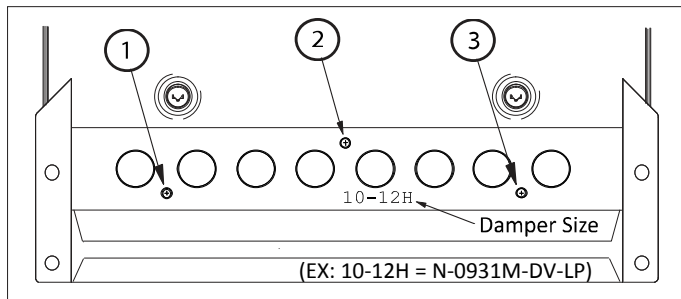 1
2
3
10-12H
Damper Size
(EX: 10-12H = N-0931M-DV-LP)